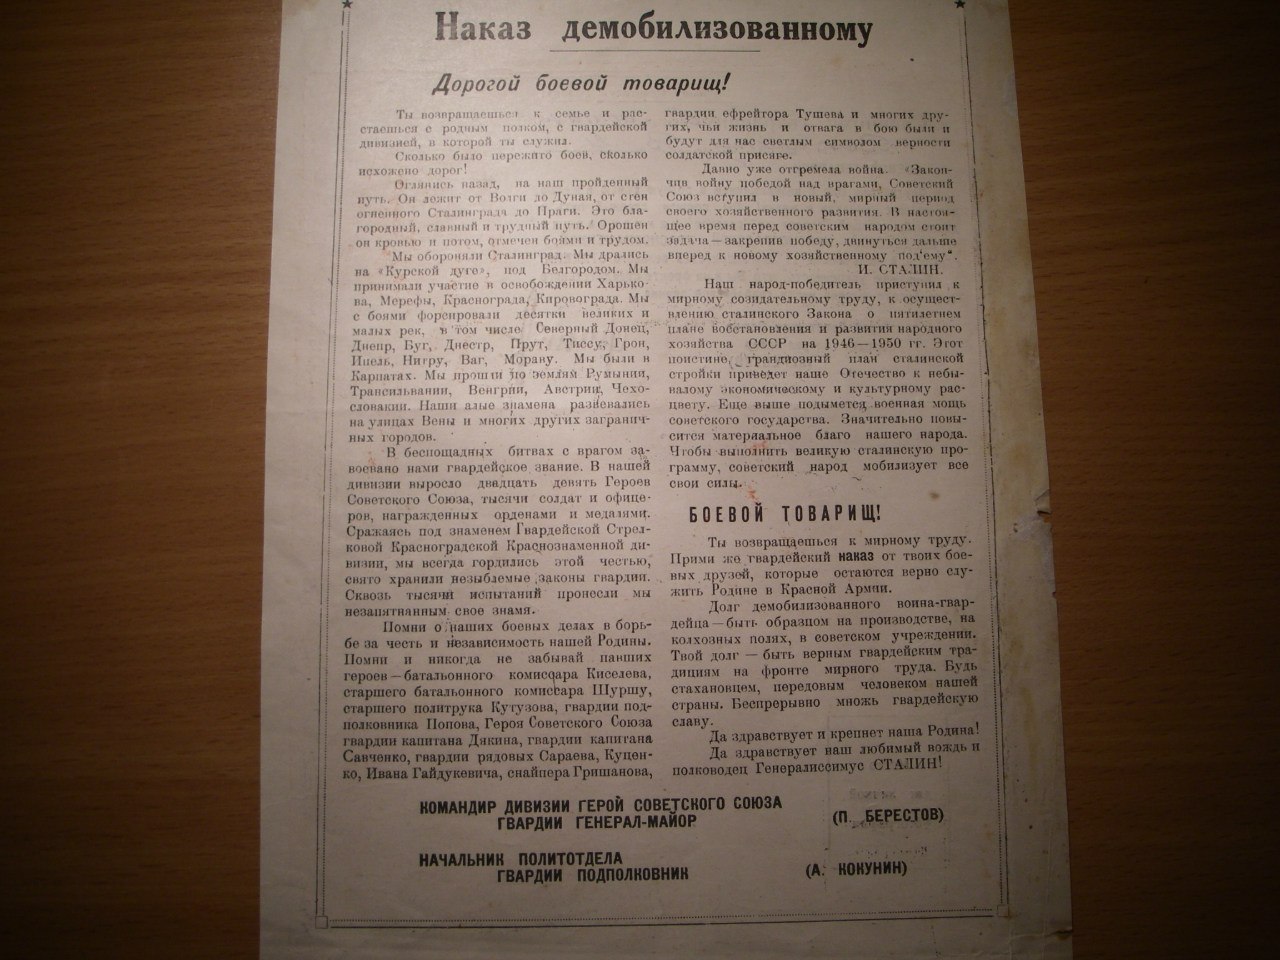 Наказ демобилизованному
Дорогой боевой товарищ!
Ты возвращаешься к семье и рас-
стаешься с родным полком, с гвардейской
дивизией, в которой ты служил.
Сколько было пережито боев, сколько
исхожено дорог!
Оглянись назад, на наш пройденный
путь. Он лежит от Волги до Дуная, от стен
огненного Сталинграда до Праги. Это бла-
городный, славный и трудный путь. Орошен
он кровью и потом, отмечен боями и трудом.
Мы обороняли Сталинград. Мы дрались
на «Курской дуге», под Белгородом. Мы
принимали участие в освобождении Харько-
ва, Мерефы, Краснограда, Кировограда. Мы
с боями форсировали десятки великих и
малых рек, в том числе Северный Донец,
Днепр, Буг, Днестр, Прут, Тиссу, Грон,
Ипель, Нитру, Ваг, Мораву. Мы были в
Карпатах. Мы прошли по землям Румынии,
Трансильвании, Венгрии, Австрии, Чехо-
словакии. Наши алые знамена развевались
на улицах Вены и многих других загранич-
ных городов.
В беспощадных битвах с врагом за-
воевано нами гвардейское звание. В нашей
дивизии выросло двадцать девять Героев
Советского Союза, тысячи солдат и офице-
ров, награжденных орденами и медалями.
Сражаясь под знаменем Гвардейской Стрел-
ковой Красноградской Краснознаменной ди-
визии, мы всегда гордились этой честью,
свято хранили незыблемые законы гвардии.
Сквозь тысячи испытаний пронесли мы
незапятнанным свое знамя.
Помни о наших боевых делах в борь-
бе за честь и независимость нашей Родины.
Помни и никогда не забывай павших
героев — батальонного комиссара Киселева,
старшего батальонного комиссара Шуршу,
старшего политрука Кутузова, гвардии под-
полковника Попова, Героя Советского Союза
гвардии капитана Дякина, гвардии капитана
Савченко, гвардии рядовых Сараева, Куцен-
ко, Ивана Гайдукевича, снайпера Гришанова,
гвардии ефрейтора Тушева и многих дру-
гих, чьи жизнь и отвага в бою были и
будут для нас светлым символом верности
солдатской присяге.
Давно уже отгремела война. «Закон-
чив войну победой над врагами, Советский
Союз вступил в новый, мирный период
своего хозяйственного развития. В настоя-
щее время перед советским народом стоит
задача — закрепив победу, двинуться дальше
вперед к новому хозяйственному под'ему".
И. СТАЛИН.
Наш народ-победитель приступил к
мирному созидательному труду, к осущест-
влению сталинского Закона о пятилетнем
плане восстановления и развития народного
хозяйства СССР на 1946—1950 гг. Этот
поистине, грандиозный план сталинской
стройки приведет наше Отечество к небы-
валому экономическому и культурному рас-
цвету. Еще выше подымется военная мощь
советского государства. Значительно повы-
сится материальное благо нашего народа.
Чтобы выполнить великую сталинскую про-
грамму, советский народ мобилизует все
свои силы.
БОЕВОЙ ТОВАРИЩ!
Ты возвращаешься к мирному труду.
Прими же гвардейский наказ от твоих бое-
вых друзей, которые остаются верно слу-
жить Родине в Красной Армии.
Долг демобилизованного воина-гвар-
дейца — быть образцом на производстве, на
колхозных полях, в советском учреждении.
Твой долг — быть верным гвардейским тра-
дициям на фронте мирного труда. Будь
стахановцем, передовым человеком нашей
страны. Беспрерывно множь гвардейскую
славу.
Да здравствует и крепнет наша Родина!
Да здравствует наш любимый вождь и
полководец Генералиссимус СТАЛИН!
КОМАНДИР ДИВИЗИИ ГЕРОЙ СОВЕТСКОГО СОЮЗА
ГВАРДИИ ГЕНЕРАЛ-МАЙОР (П. БЕРЕСТОВ)
НАЧАЛЬНИК ПОЛИТОТДЕЛА
ГВАРДИИ ПОДПОЛКОВНИК (А. КОКУНИН)